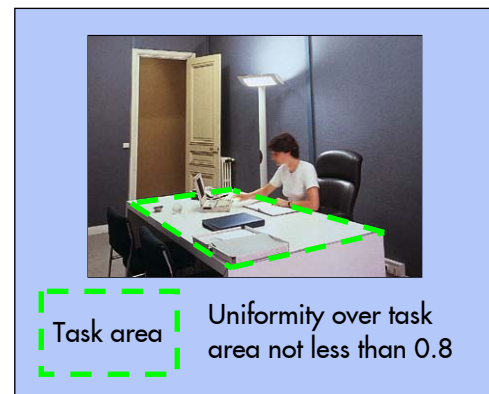 Task area
Uniformity over task
area not less than 0.8